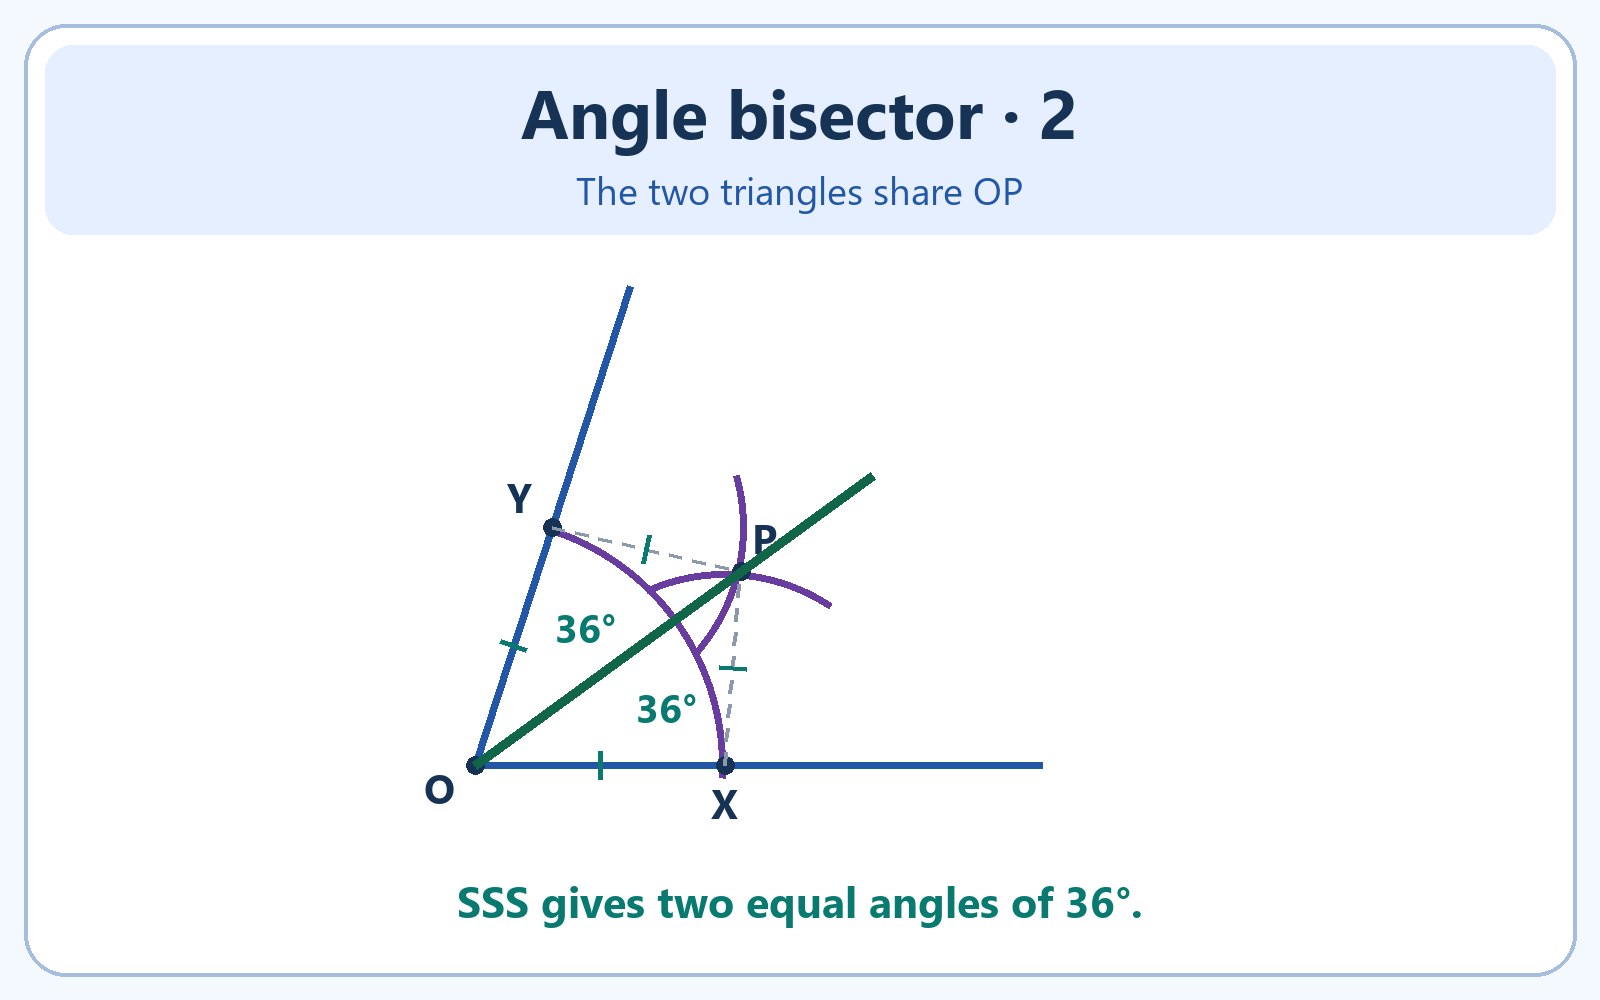 Angle bisector · 2
The two triangles share OP
Y
P
36°
36°
O
X
SSS gives two equal angles of 36°.